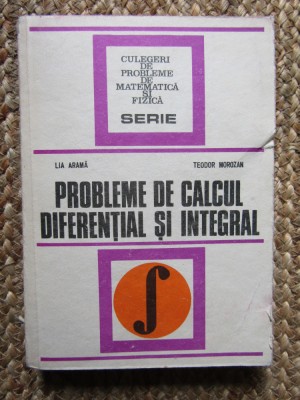 CULEGERI
DE
PROBLEME
DE
MATEMATICĂ
ȘI
FIZICĂ
SERIE
LIA ARAMĂ TEODOR MOROZAN
PROBLEME DE CALCUL
DIFERENȚIAL ȘI INTEGRAL
∫